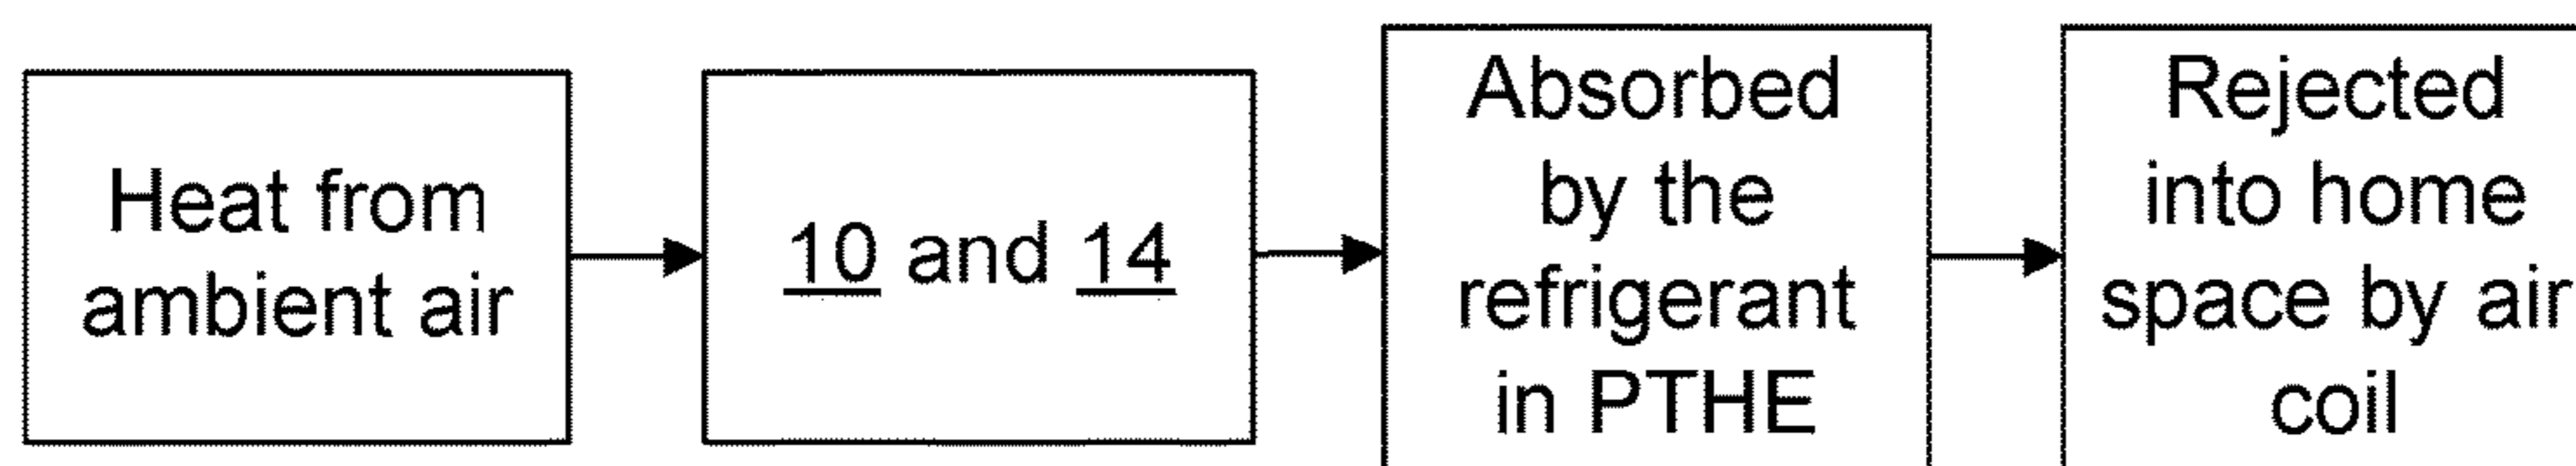 Heat from
ambient air
10 and 14
Absorbed
by the
refrigerant
in PTHE
Rejected
into home
space by air
coil